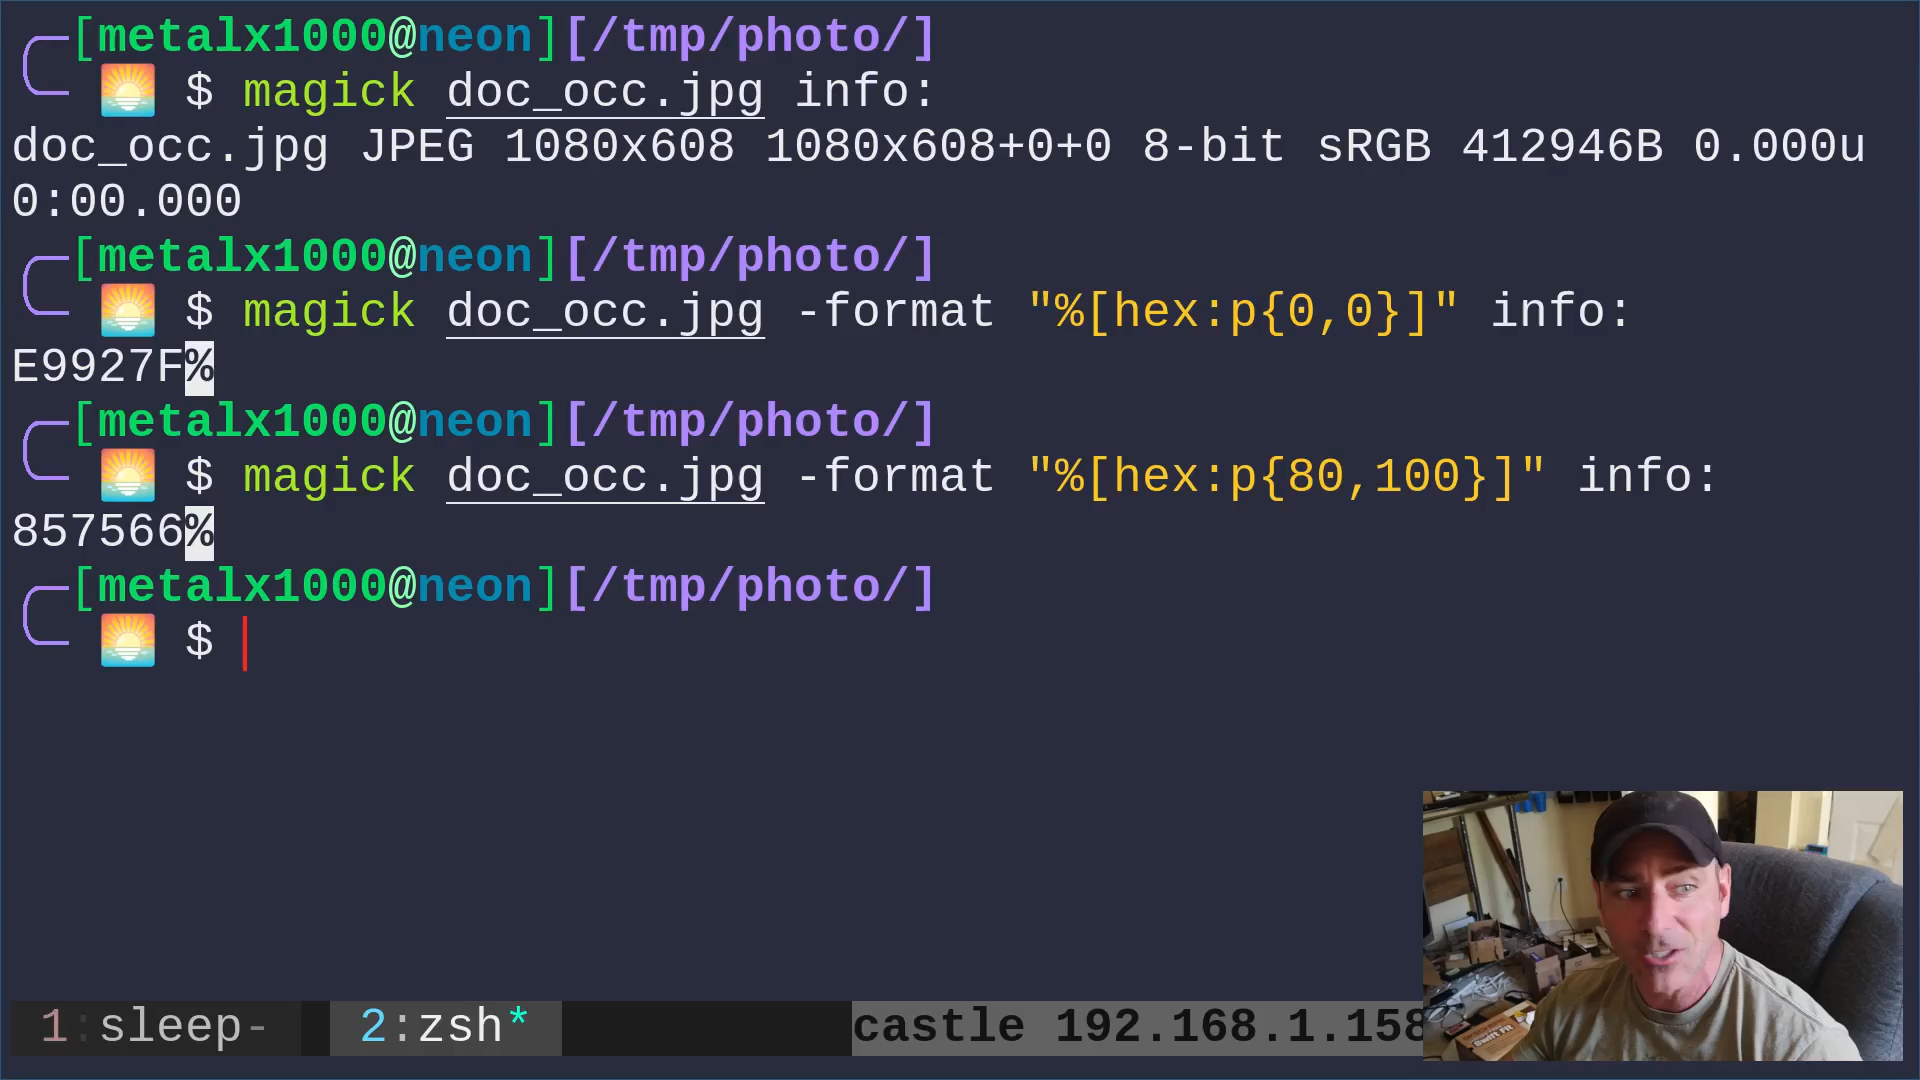 [metalx1000@neon][/tmp/photo/]
$ magick doc_occ.jpg info:
doc_occ.jpg JPEG 1080x608 1080x608+0+0 8-bit sRGB 412946B 0.000u
0:00.000
[metalx1000@neon][/tmp/photo/]
$ magick doc_occ.jpg -format "%[hex:p{0,0}]" info:
E9927F%
[metalx1000@neon][/tmp/photo/]
$ magick doc_occ.jpg -format "%[hex:p{80,100}]" info:
857566%
[metalx1000@neon][/tmp/photo/]
$
1:sleep- 2:zsh* castle 192.168.1.158
Swift Fit